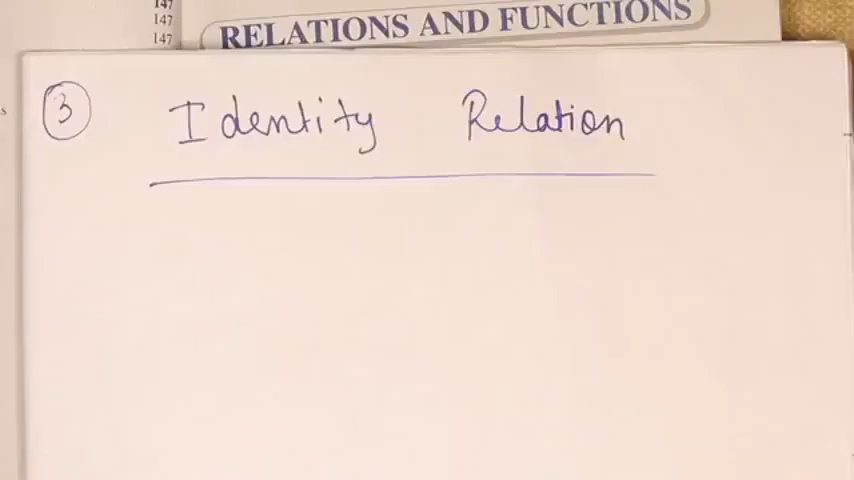 147
147
147
RELATIONS AND FUNCTIONS
s
3 Identity Relation